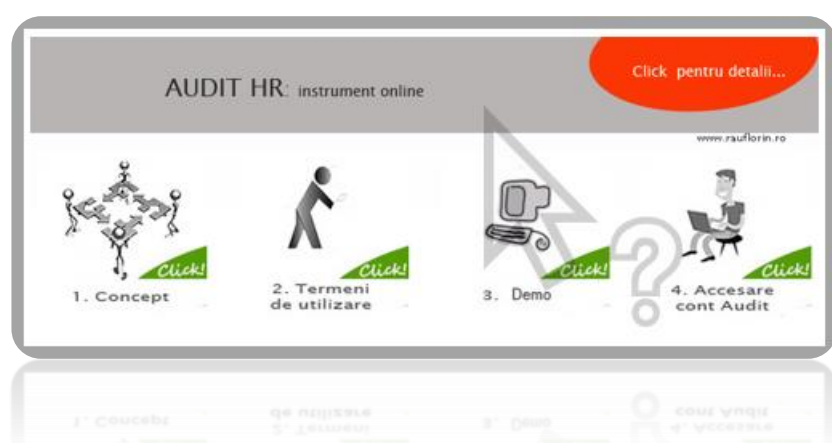 AUDIT HR: instrument online
Click pentru detalii...
www.rauflorin.ro
Click!
Click!
Click!
Click!
1. Concept
2. Termeni
de utilizare
3. Demo
4. Accesare
cont Audit